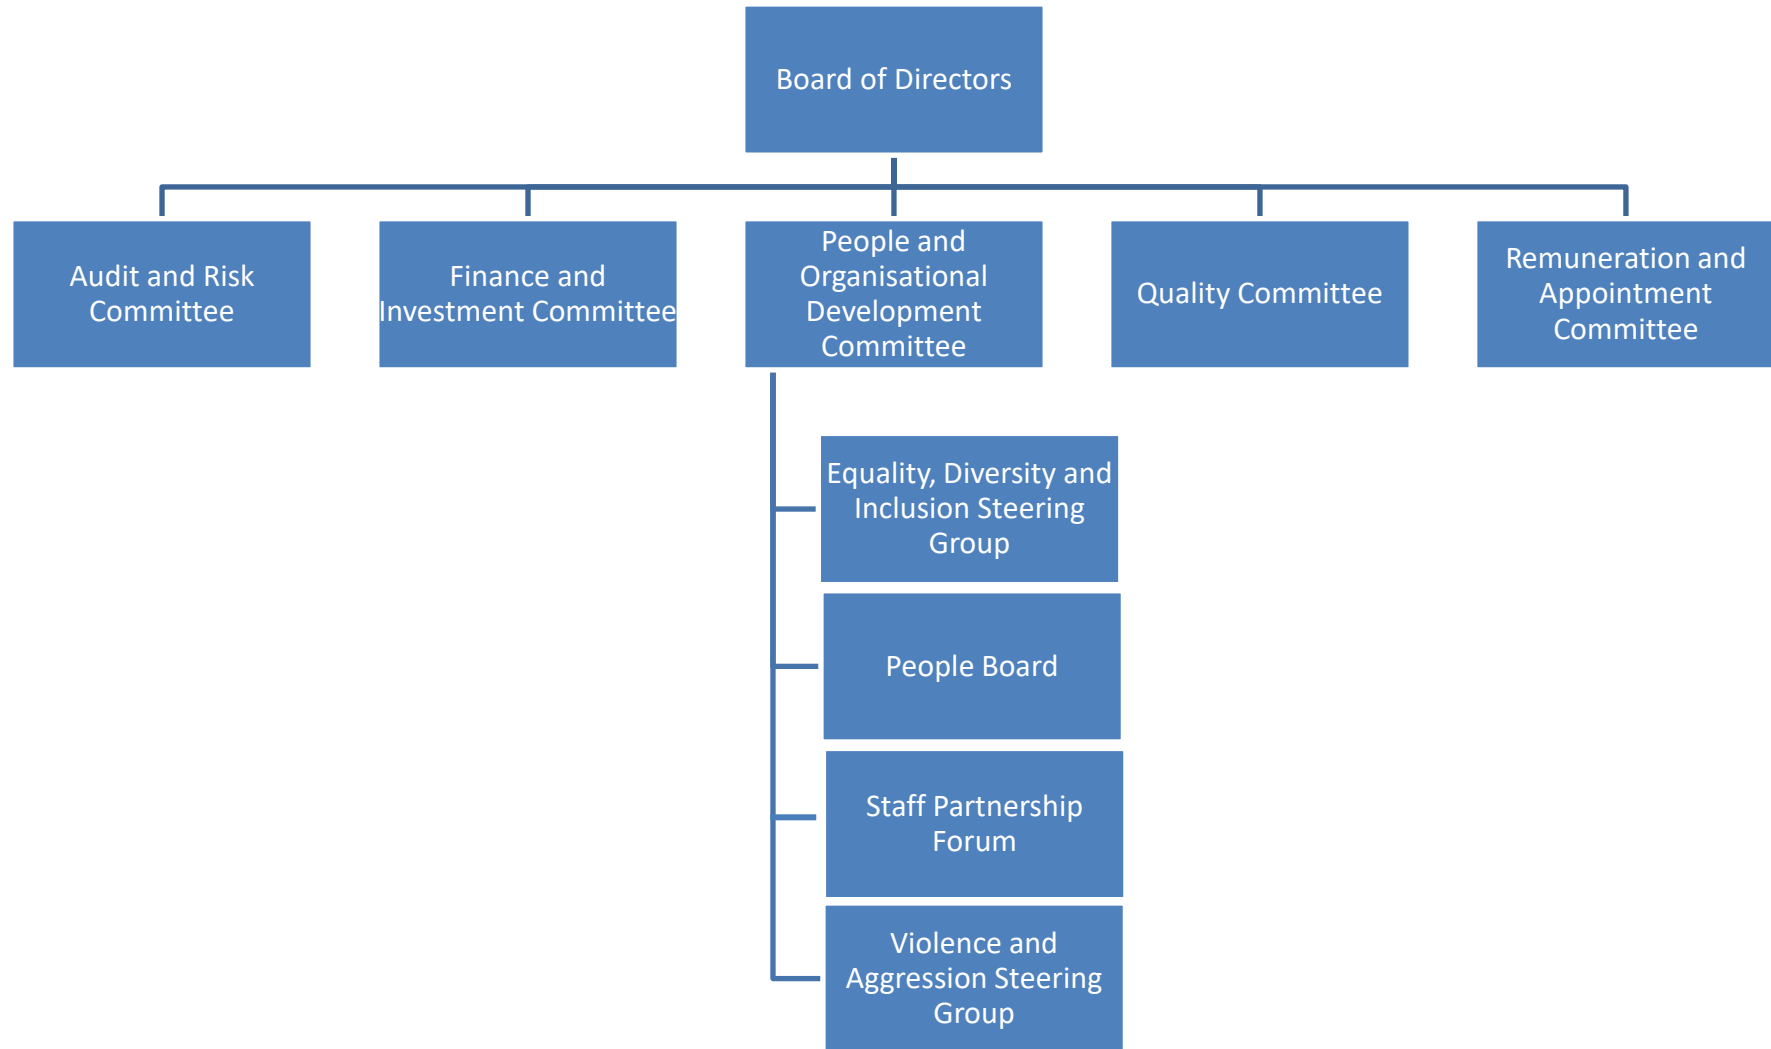 Board of Directors
Audit and Risk
Committee
Finance and
Investment Committee
People and
Organisational
Development
Committee
Quality Committee
Remuneration and
Appointment
Committee
Equality, Diversity and
Inclusion Steering
Group
People Board
Staff Partnership
Forum
Violence and
Aggression Steering
Group